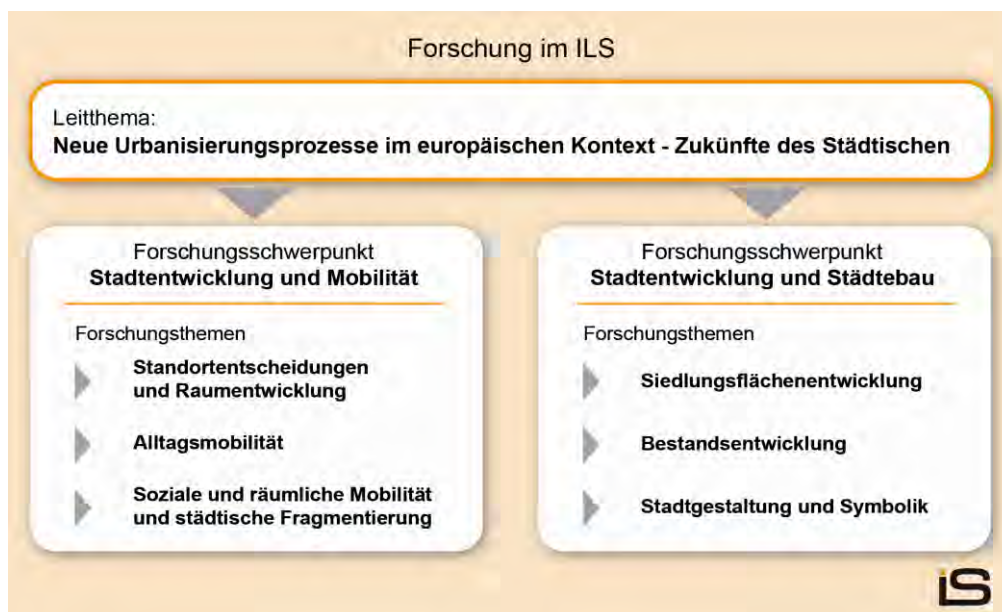 Forschung im ILS
Leitthema:
Neue Urbanisierungsprozesse im europäischen Kontext - Zukünfte des Städtischen
Forschungsschwerpunkt
Stadtentwicklung und Mobilität
Forschungsthemen
Standortentscheidungen
und Raumentwicklung
Alltagsmobilität
Soziale und räumliche Mobilität
und städtische Fragmentierung
Forschungsschwerpunkt
Stadtentwicklung und Städtebau
Forschungsthemen
Siedlungsflächenentwicklung
Bestandsentwicklung
Stadtgestaltung und Symbolik
iLS